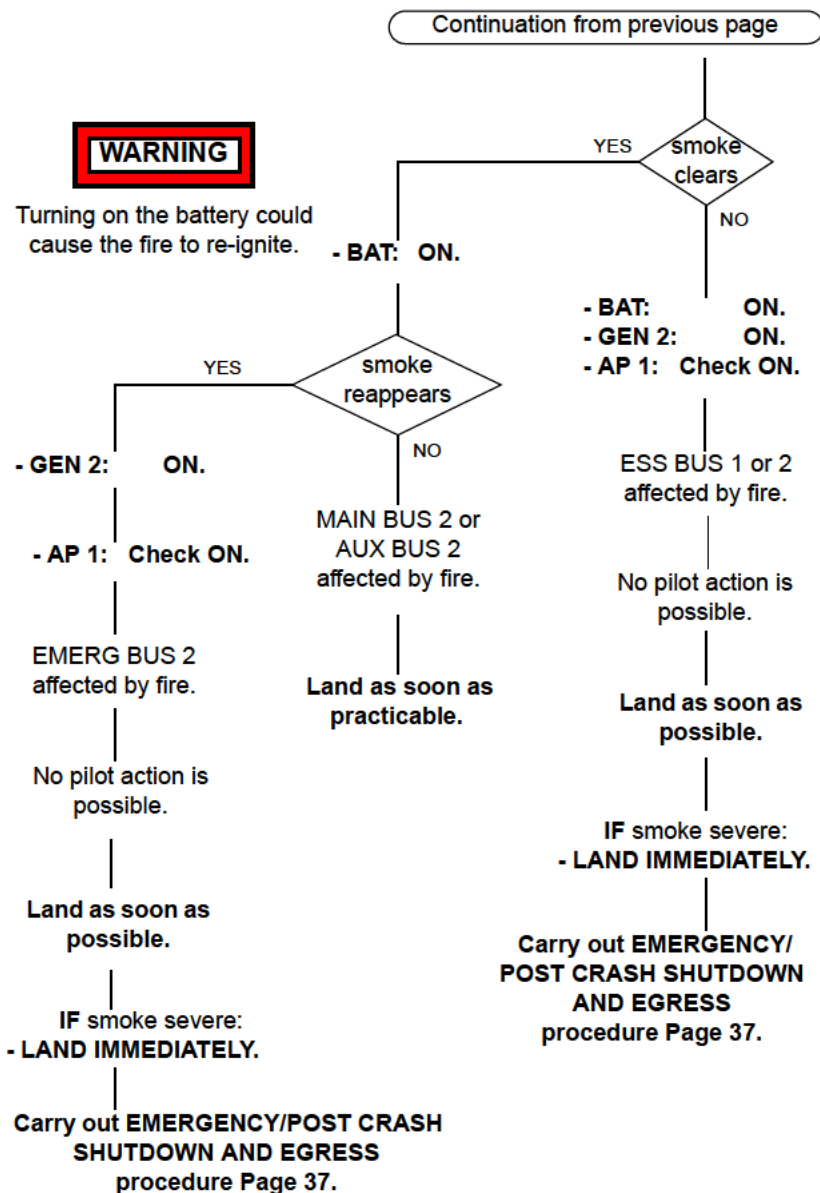 Continuation from previous page
WARNING
Turning on the battery could
cause the fire to re-ignite.
smoke
clears
YES
NO
- BAT: ON.
smoke
reappears
YES
NO
- GEN 2: ON.
- AP 1: Check ON.
EMERG BUS 2
affected by fire.
No pilot action is
possible.
Land as soon as
possible.
IF smoke severe:
- LAND IMMEDIATELY.
Carry out EMERGENCY/POST CRASH
SHUTDOWN AND EGRESS
procedure Page 37.
MAIN BUS 2 or
AUX BUS 2
affected by fire.
Land as soon as
practicable.
- BAT: ON.
- GEN 2: ON.
- AP 1: Check ON.
ESS BUS 1 or 2
affected by fire.
No pilot action is
possible.
Land as soon as
possible.
IF smoke severe:
- LAND IMMEDIATELY.
Carry out EMERGENCY/
POST CRASH SHUTDOWN
AND EGRESS
procedure Page 37.